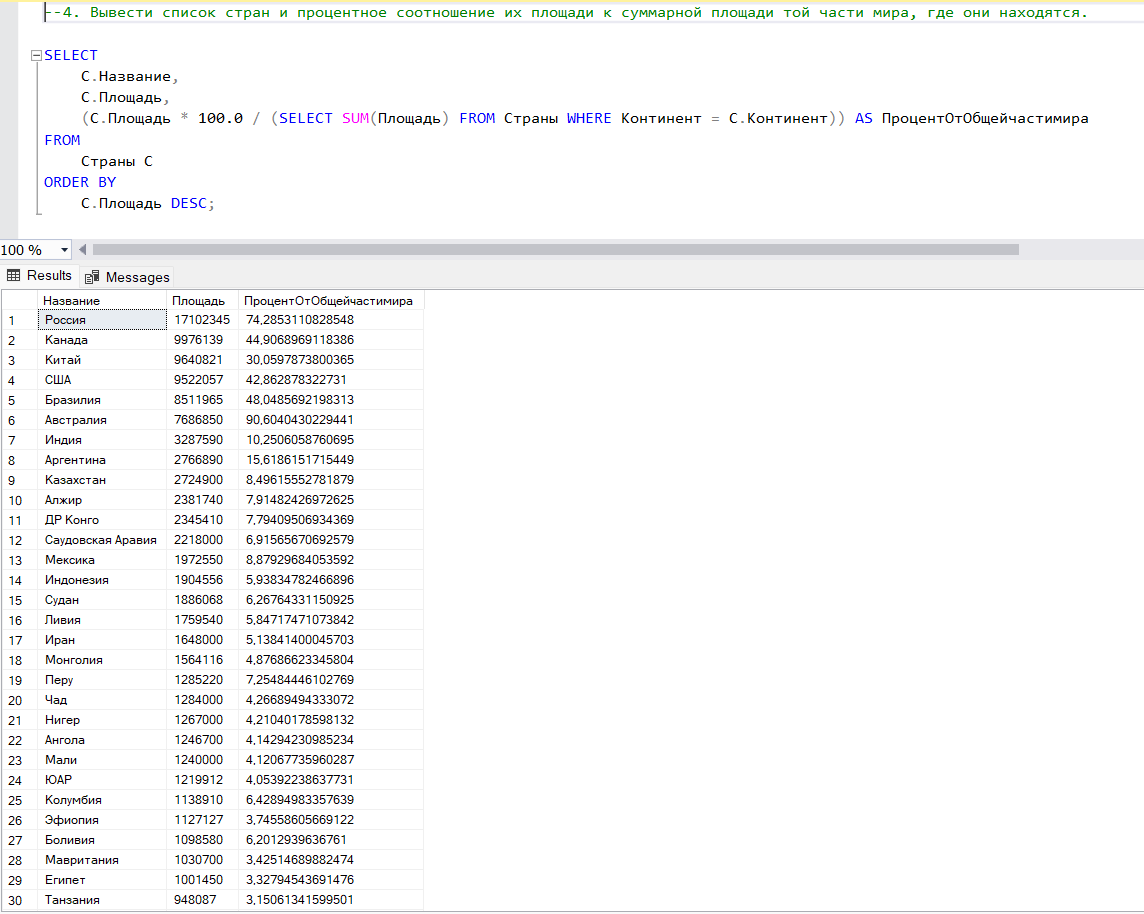 --4. Вывести список стран и процентное соотношение их площади к суммарной площади той части мира, где они находятся.
SELECT
С.Название,
С.Площадь,
(С.Площадь * 100.0 / (SELECT SUM(Площадь) FROM Страны WHERE Континент = С.Континент)) AS ПроцентОтОбщейчастимира
FROM
Страны С
ORDER BY
С.Площадь DESC;
100 %
Results Messages
Название Площадь ПроцентОтОбщейчастимира
1 Россия 17102345 74,2853110828548
2 Канада 9976139 44,9068969118386
3 Китай 9640821 30,0597873800365
4 США 9522057 42,862878322731
5 Бразилия 8511965 48,0485692198313
6 Австралия 7686850 90,6040430229441
7 Индия 3287590 10,2506058760695
8 Аргентина 2766890 15,6186151715449
9 Казахстан 2724900 8,49615552781879
10 Алжир 2381740 7,91482426972625
11 ДР Конго 2345410 7,79409506934369
12 Саудовская Аравия 2218000 6,91565670692579
13 Мексика 1972550 8,87929684053592
14 Индонезия 1904556 5,93834782466896
15 Судан 1886068 6,26764331150925
16 Ливия 1759540 5,84717471073842
17 Иран 1648000 5,13841400045703
18 Монголия 1564116 4,87686623345804
19 Перу 1285220 7,25484446102769
20 Чад 1284000 4,26689494333072
21 Нигер 1267000 4,21040178598132
22 Ангола 1246700 4,14294230985234
23 Мали 1240000 4,12067735960287
24 ЮАР 1219912 4,05392238637731
25 Колумбия 1138910 6,42894983357639
26 Эфиопия 1127127 3,74558605669122
27 Боливия 1098580 6,2012939636761
28 Мавритания 1030700 3,42514689882474
29 Египет 1001450 3,32794543691476
30 Танзания 948087 3,15061341599501